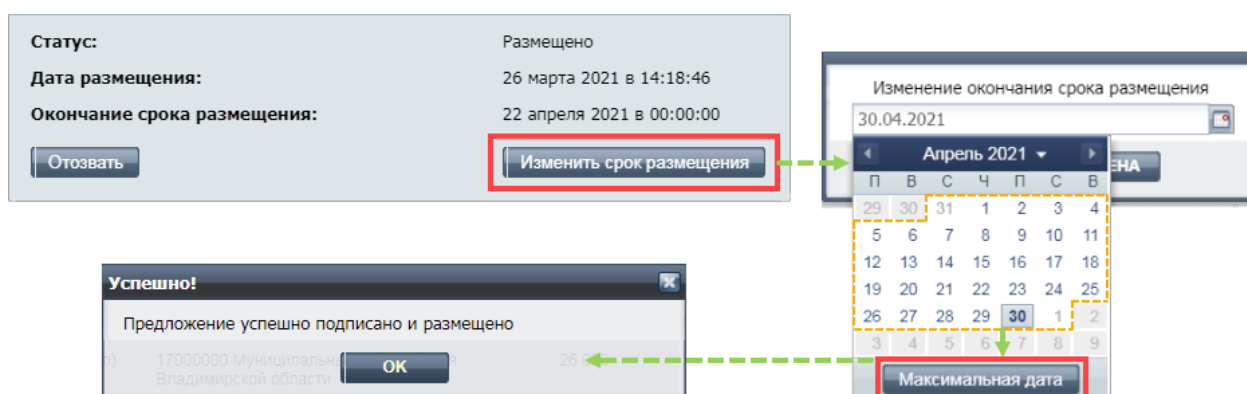 Статус: Размещено
Дата размещения: 26 марта 2021 в 14:18:46
Окончание срока размещения: 22 апреля 2021 в 00:00:00
Отозвать Изменить срок размещения
Изменение окончания срока размещения
30.04.2021
ЕНА
Апрель 2021
П В С Ч П С В
29 30 31 1 2 3 4
5 6 7 8 9 10 11
12 13 14 15 16 17 18
19 20 21 22 23 24 25
26 27 28 29 30 1 2
3 4 5 6 7 8 9
Максимальная дата
Успешно!
Предложение успешно подписано и размещено
17000000 Муниципальн
Владимирской области
OK